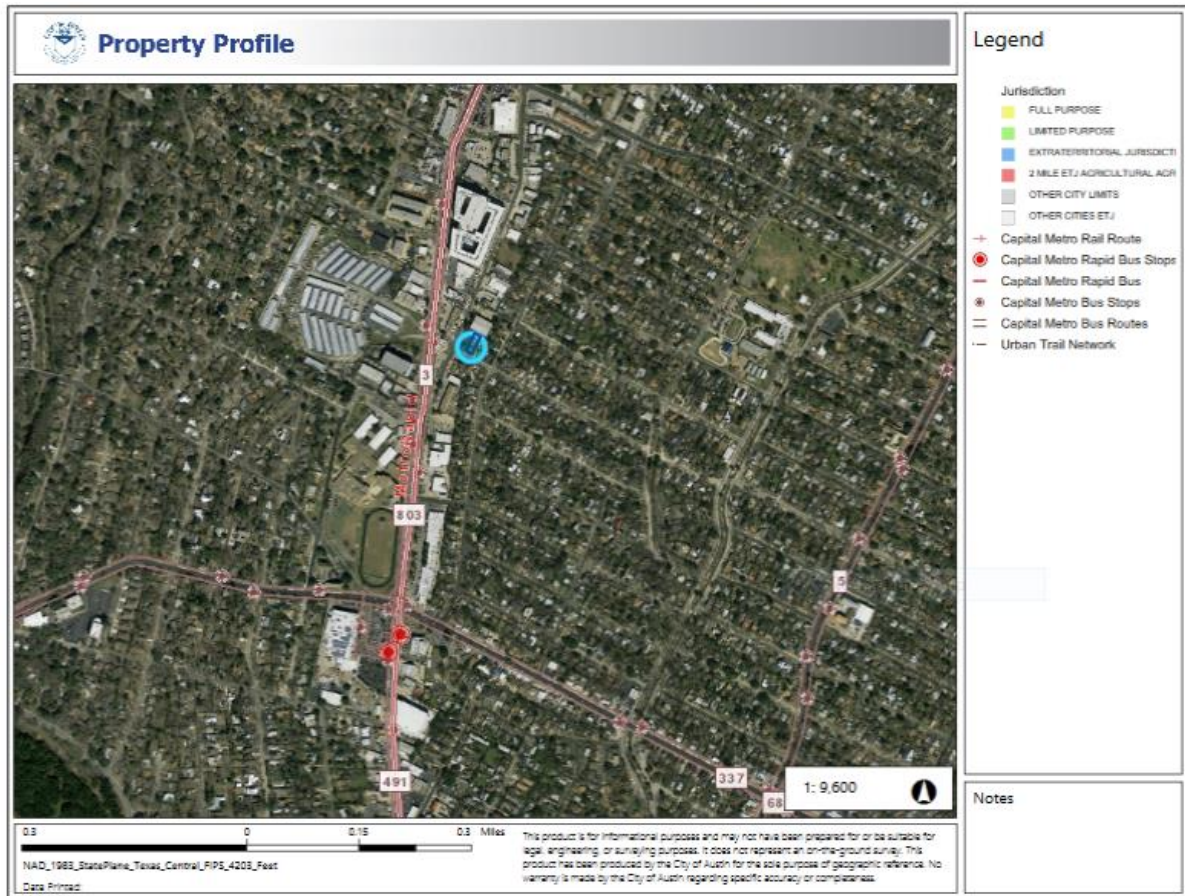 Property Profile
3
803
5
491
337
68
1: 9,600
Legend
Jurisdiction
FULL PURPOSE
LIMITED PURPOSE
EXTRATERRITORIAL JURISDICTI
2 MILE ETJ AGRICULTURAL AGR
OTHER CITY LIMITS
OTHER CITIES ETJ
Capital Metro Rail Route
Capital Metro Rapid Bus Stops
Capital Metro Rapid Bus
Capital Metro Bus Stops
Capital Metro Bus Routes
Urban Trail Network
Notes
0.3 0 0.15 0.3 Miles
NAD_1983_StatePlane_Texas_Central_FIPS_4203_Feet
Date Printed:
This product is for informational purposes and may not have been prepared for or be suitable for
legal, engineering, or surveying purposes. It does not represent an on-the-ground survey. This
product has been produced by the City of Austin for the sole purpose of geographic reference. No
warranty is made by the City of Austin regarding specific accuracy or completeness.